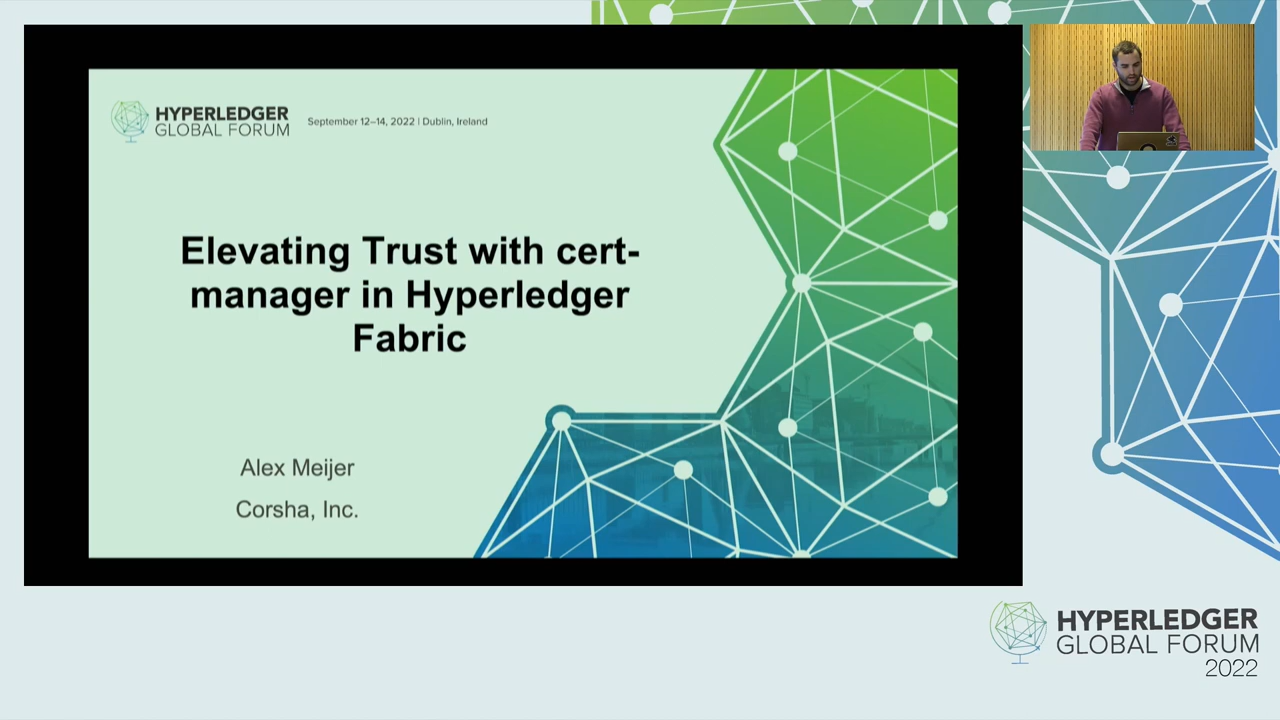 HYPERLEDGER
GLOBAL FORUM
September 12–14, 2022 | Dublin, Ireland
Elevating Trust with cert-
manager in Hyperledger
Fabric
Alex Meijer
Corsha, Inc.
HYPERLEDGER
GLOBAL FORUM
2022